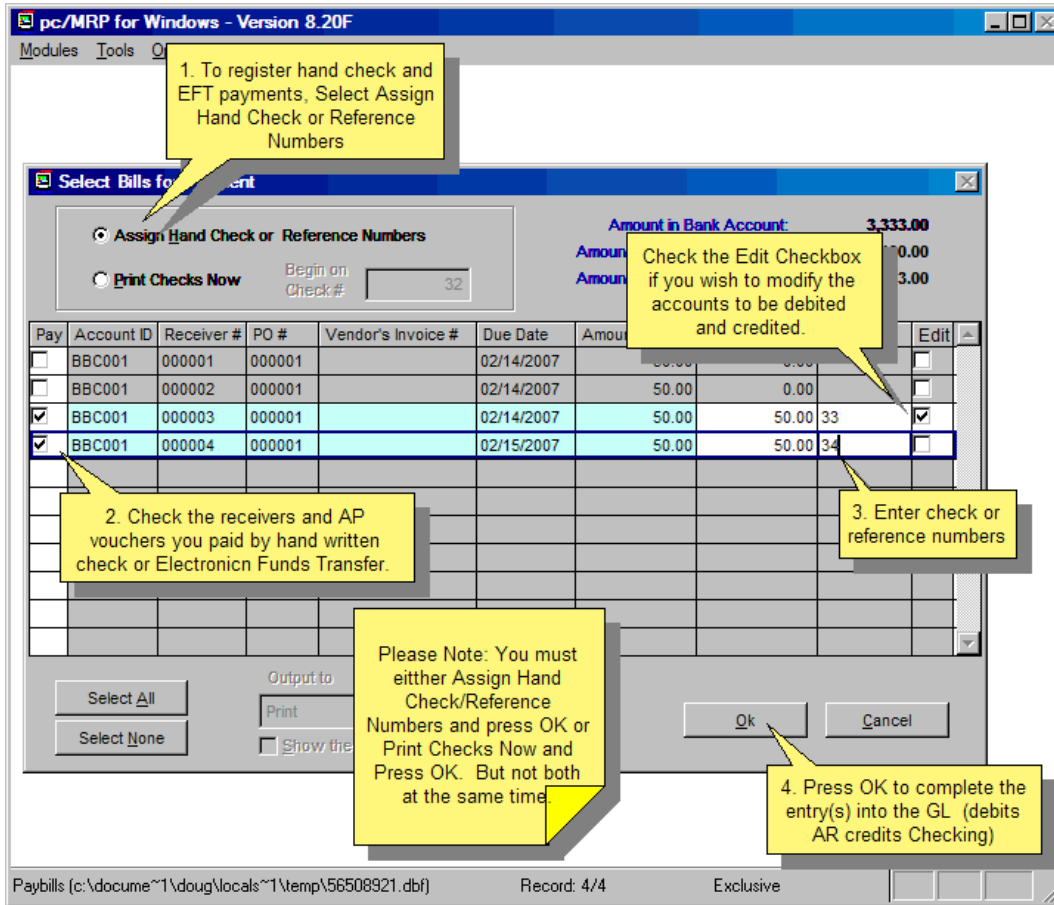 pc/MRP for Windows - Version 8.20F
Modules Tools
1. To register hand check and
EFT payments, Select Assign
Hand Check or Reference
Numbers
Select Bills
Assign Hand Check or Reference Numbers
Print Checks Now
Begin on
Check #
32
Amount in Bank Account: 3,333.00
Check the Edit Checkbox
if you wish to modify the
accounts to be debited
and credited.
Pay Account ID Receiver # PO # Vendor's Invoice # Due Date Edit
BBC001 000001 000001 02/14/2007
BBC001 000002 000001 02/14/2007 50.00 0.00
BBC001 000003 000001 02/14/2007 50.00 50.00 33
BBC001 000004 000001 02/15/2007 50.00 50.00 34
2. Check the receivers and AP
vouchers you paid by hand written
check or Electronicn Funds Transfer.
3. Enter check or
reference numbers
Please Note: You must
eitther Assign Hand
Check/Reference
Numbers and press OK or
Print Checks Now and
Press OK. But not both
at the same time.
Select All
Select None
Output to
Print
Show the
Ok
Cancel
4. Press OK to complete the
entry(s) into the GL (debits
AR credits Checking)
Paybills (c:\docume~1\doug\locals~1\temp\56508921.dbf) Record: 4/4 Exclusive